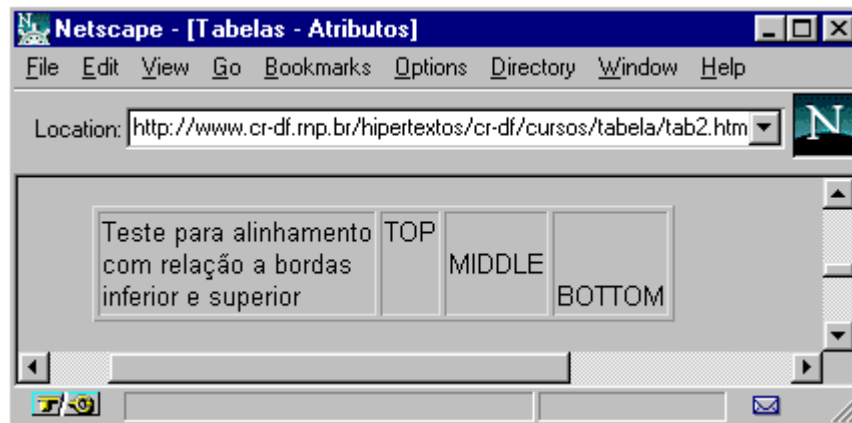 Netscape - [Tabelas - Atributos]
File Edit View Go Bookmarks Options Directory Window Help
Location: http://www.cr-df.rnp.br/hipertextos/cr-df/cursos/tabela/tab2.htm
N
Teste para alinhamento
com relação a bordas
inferior e superior
TOP
MIDDLE
BOTTOM